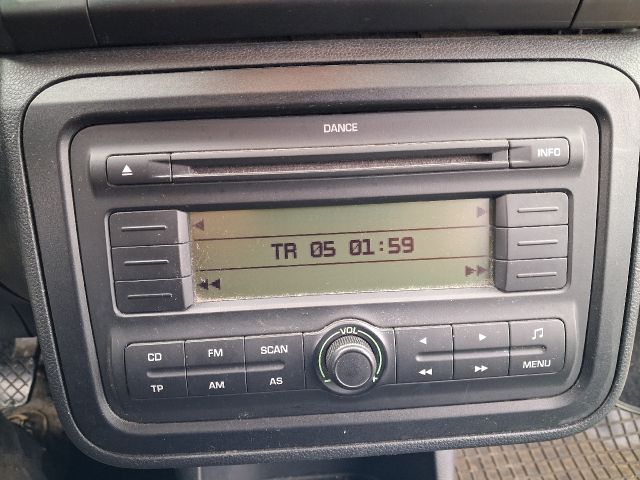 DANCE
INFO
TR 05 01:59
VOL
CD FM SCAN
TP AM AS MENU